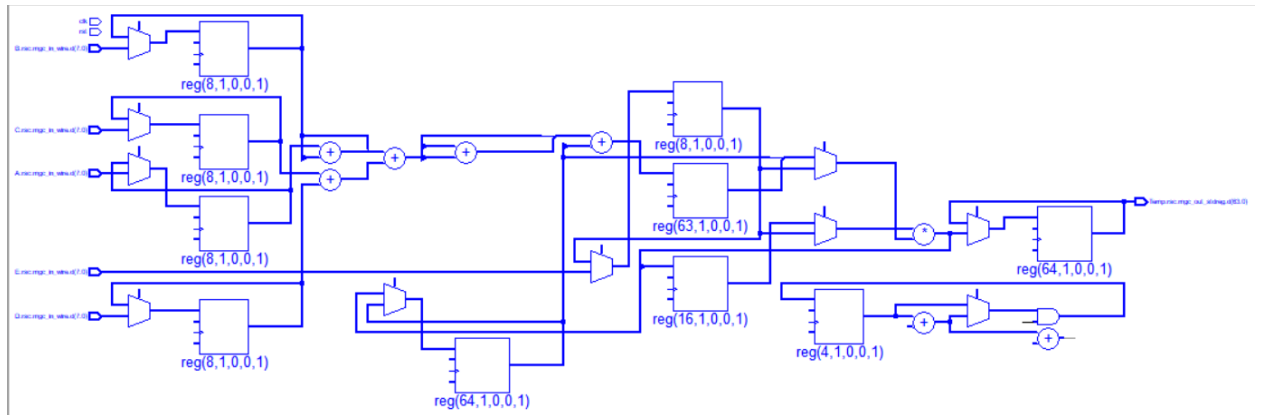 clk
rst
B.rsc.mgc_in_wire.d(7:0)
reg(8,1,0,0,1)
C.rsc.mgc_in_wire.d(7:0)
+
+
+
+
+
reg(8,1,0,0,1)
reg(8,1,0,0,1)
A.rsc.mgc_in_wire.d(7:0)
reg(63,1,0,0,1)
Temp.rsc.mgc_out_stdreg.d(63:0)
*
reg(8,1,0,0,1)
reg(64,1,0,0,1)
E.rsc.mgc_in_wire.d(7:0)
D.rsc.mgc_in_wire.d(7:0)
reg(16,1,0,0,1)
+
+
reg(4,1,0,0,1)
reg(8,1,0,0,1)
reg(64,1,0,0,1)